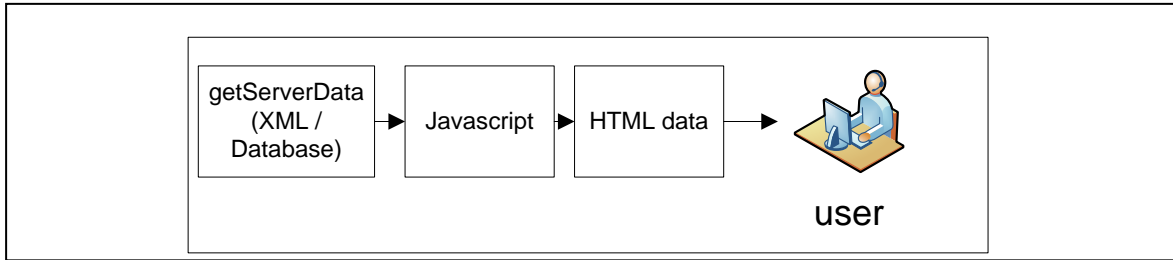 getServerData
(XML /
Database)
Javascript
HTML data
user